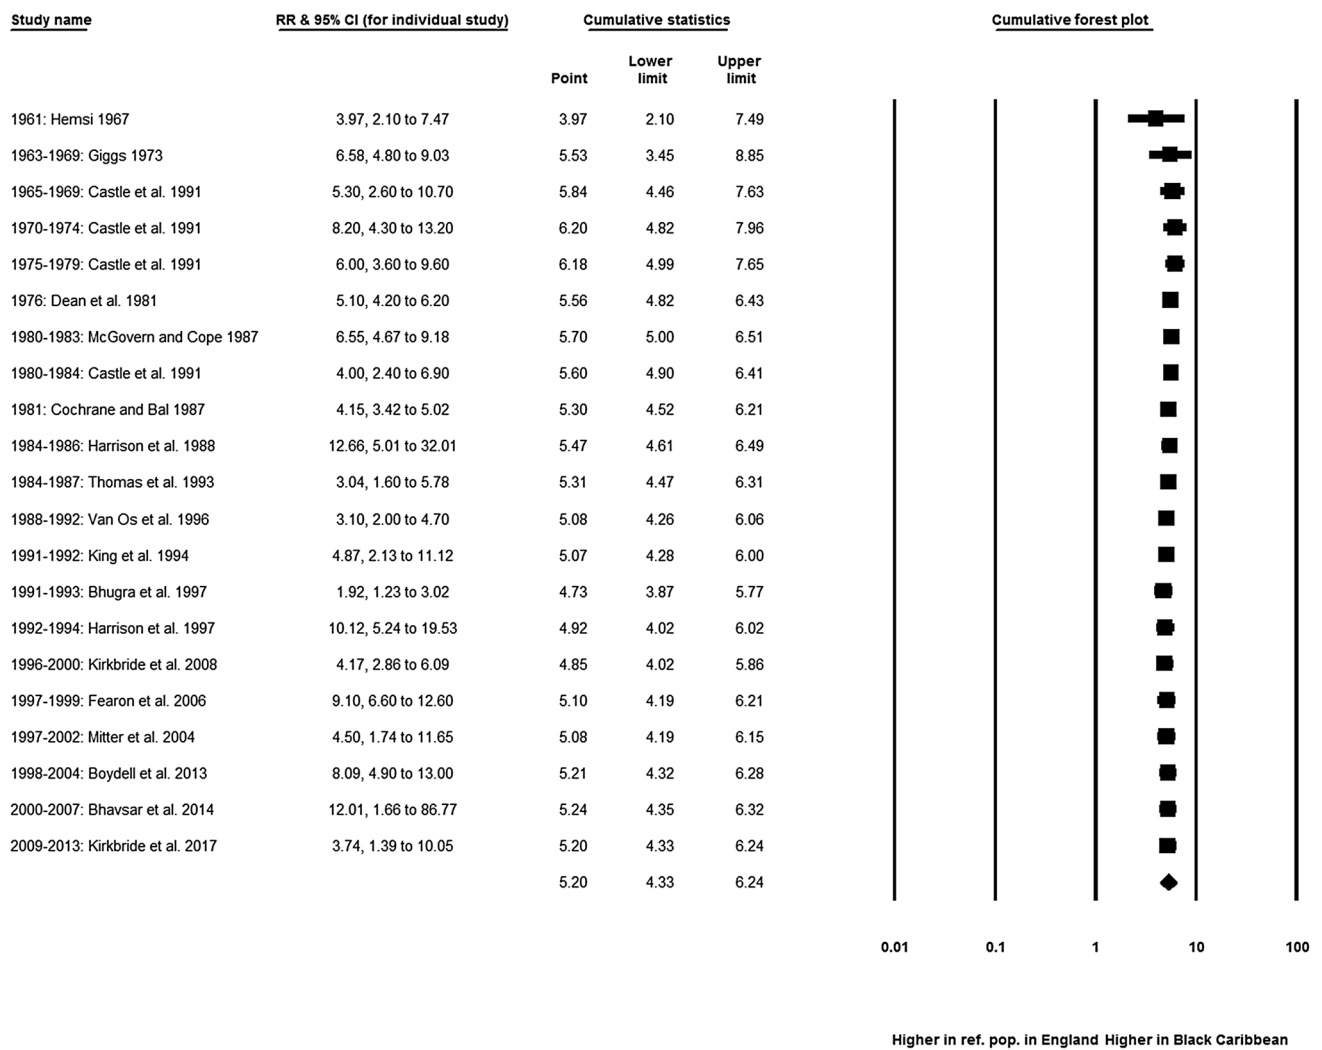 Study name RR & 95% CI (for individual study) Cumulative statistics Cumulative forest plot
Point Lower limit Upper limit
1961: Hemsi 1967 3.97, 2.10 to 7.47 3.97 2.10 7.49
1963-1969: Giggs 1973 6.58, 4.80 to 9.03 5.53 3.45 8.85
1965-1969: Castle et al. 1991 5.30, 2.60 to 10.70 5.84 4.46 7.63
1970-1974: Castle et al. 1991 8.20, 4.30 to 13.20 6.20 4.82 7.96
1975-1979: Castle et al. 1991 6.00, 3.60 to 9.60 6.18 4.99 7.65
1976: Dean et al. 1981 5.10, 4.20 to 6.20 5.56 4.82 6.43
1980-1983: McGovern and Cope 1987 6.55, 4.67 to 9.18 5.70 5.00 6.51
1980-1984: Castle et al. 1991 4.00, 2.40 to 6.90 5.60 4.90 6.41
1981: Cochrane and Bal 1987 4.15, 3.42 to 5.02 5.30 4.52 6.21
1984-1986: Harrison et al. 1988 12.66, 5.01 to 32.01 5.47 4.61 6.49
1984-1987: Thomas et al. 1993 3.04, 1.60 to 5.78 5.31 4.47 6.31
1988-1992: Van Os et al. 1996 3.10, 2.00 to 4.70 5.08 4.26 6.06
1991-1992: King et al. 1994 4.87, 2.13 to 11.12 5.07 4.28 6.00
1991-1993: Bhugra et al. 1997 1.92, 1.23 to 3.02 4.73 3.87 5.77
1992-1994: Harrison et al. 1997 10.12, 5.24 to 19.53 4.92 4.02 6.02
1996-2000: Kirkbride et al. 2008 4.17, 2.86 to 6.09 4.85 4.02 5.86
1997-1999: Fearon et al. 2006 9.10, 6.60 to 12.60 5.10 4.19 6.21
1997-2002: Mitter et al. 2004 4.50, 1.74 to 11.65 5.08 4.19 6.15
1998-2004: Boydell et al. 2013 8.09, 4.90 to 13.00 5.21 4.32 6.28
2000-2007: Bhavsar et al. 2014 12.01, 1.66 to 86.77 5.24 4.35 6.32
2009-2013: Kirkbride et al. 2017 3.74, 1.39 to 10.05 5.20 4.33 6.24
5.20 4.33 6.24
0.01 0.1 1 10 100
Higher in ref. pop. in England Higher in Black Caribbean